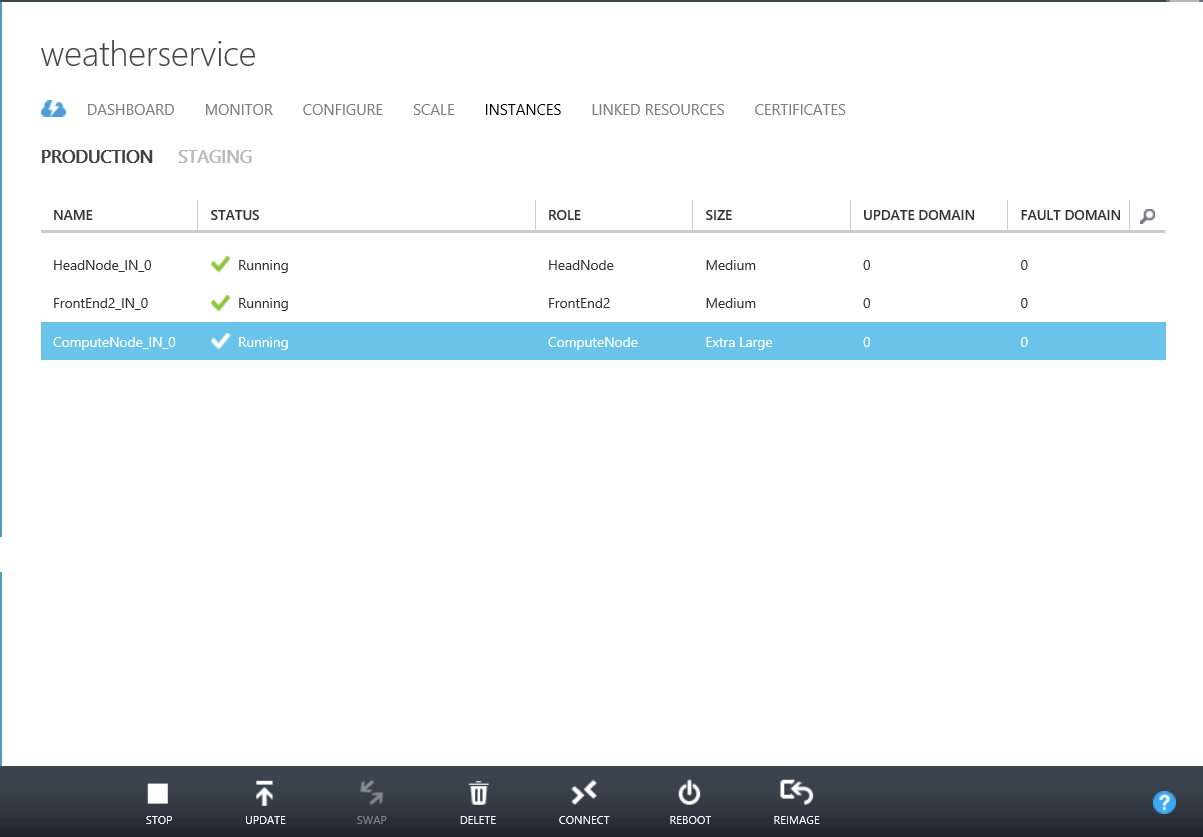 weatherservice
DASHBOARD MONITOR CONFIGURE SCALE INSTANCES LINKED RESOURCES CERTIFICATES
PRODUCTION STAGING
NAME STATUS ROLE SIZE UPDATE DOMAIN FAULT DOMAIN
HeadNode_IN_0 Running HeadNode Medium 0 0
FrontEnd2_IN_0 Running FrontEnd2 Medium 0 0
ComputeNode_IN_0 Running ComputeNode Extra Large 0 0
STOP UPDATE SWAP DELETE CONNECT REBOOT REIMAGE ?